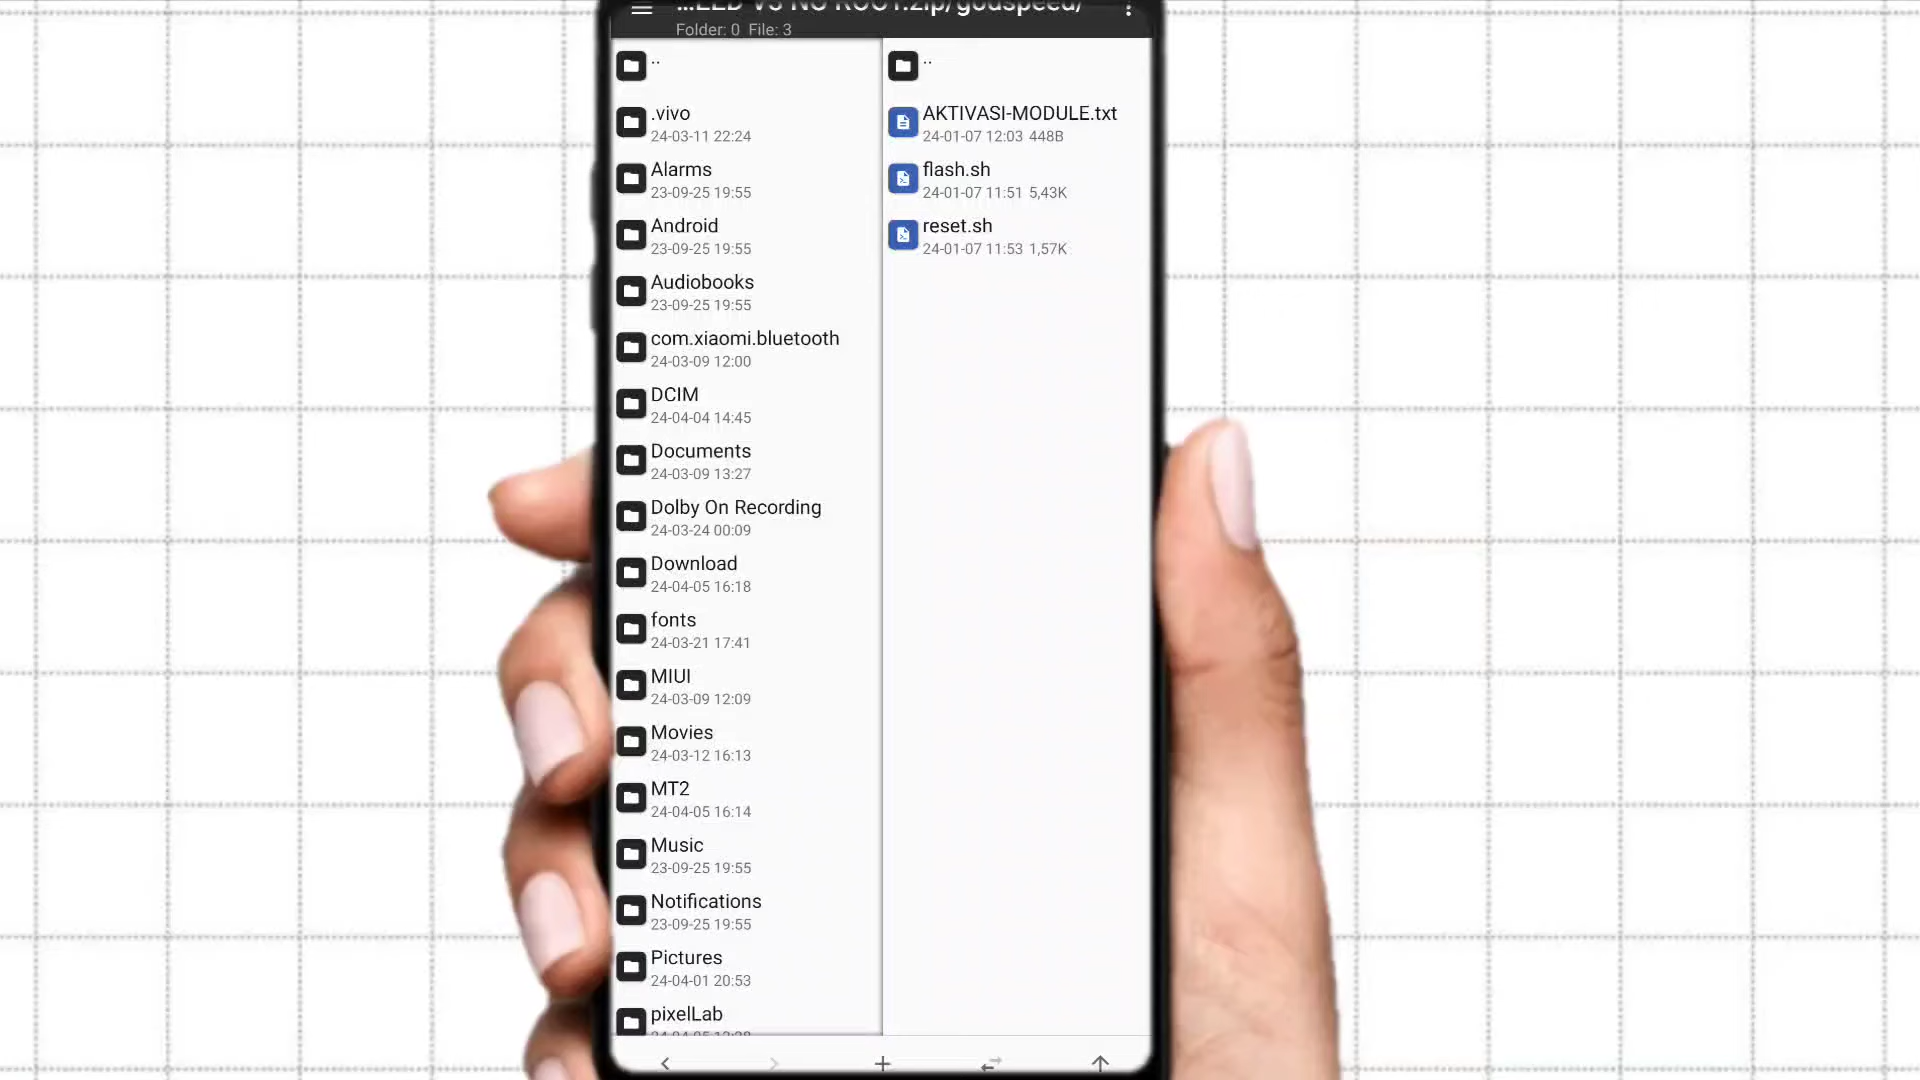 ...EED V3 NO ROOT.zip/godspeed/
Folder: 0 File: 3
..
.vivo
24-03-11 22:24
Alarms
23-09-25 19:55
Android
23-09-25 19:55
Audiobooks
23-09-25 19:55
com.xiaomi.bluetooth
24-03-09 12:00
DCIM
24-04-04 14:45
Documents
24-03-09 13:27
Dolby On Recording
24-03-24 00:09
Download
24-04-05 16:18
fonts
24-03-21 17:41
MIUI
24-03-09 12:09
Movies
24-03-12 16:13
MT2
24-04-05 16:14
Music
23-09-25 19:55
Notifications
23-09-25 19:55
Pictures
24-04-01 20:53
pixelLab
..
AKTIVASI-MODULE.txt
24-01-07 12:03 448B
flash.sh
24-01-07 11:51 5,43K
reset.sh
24-01-07 11:53 1,57K